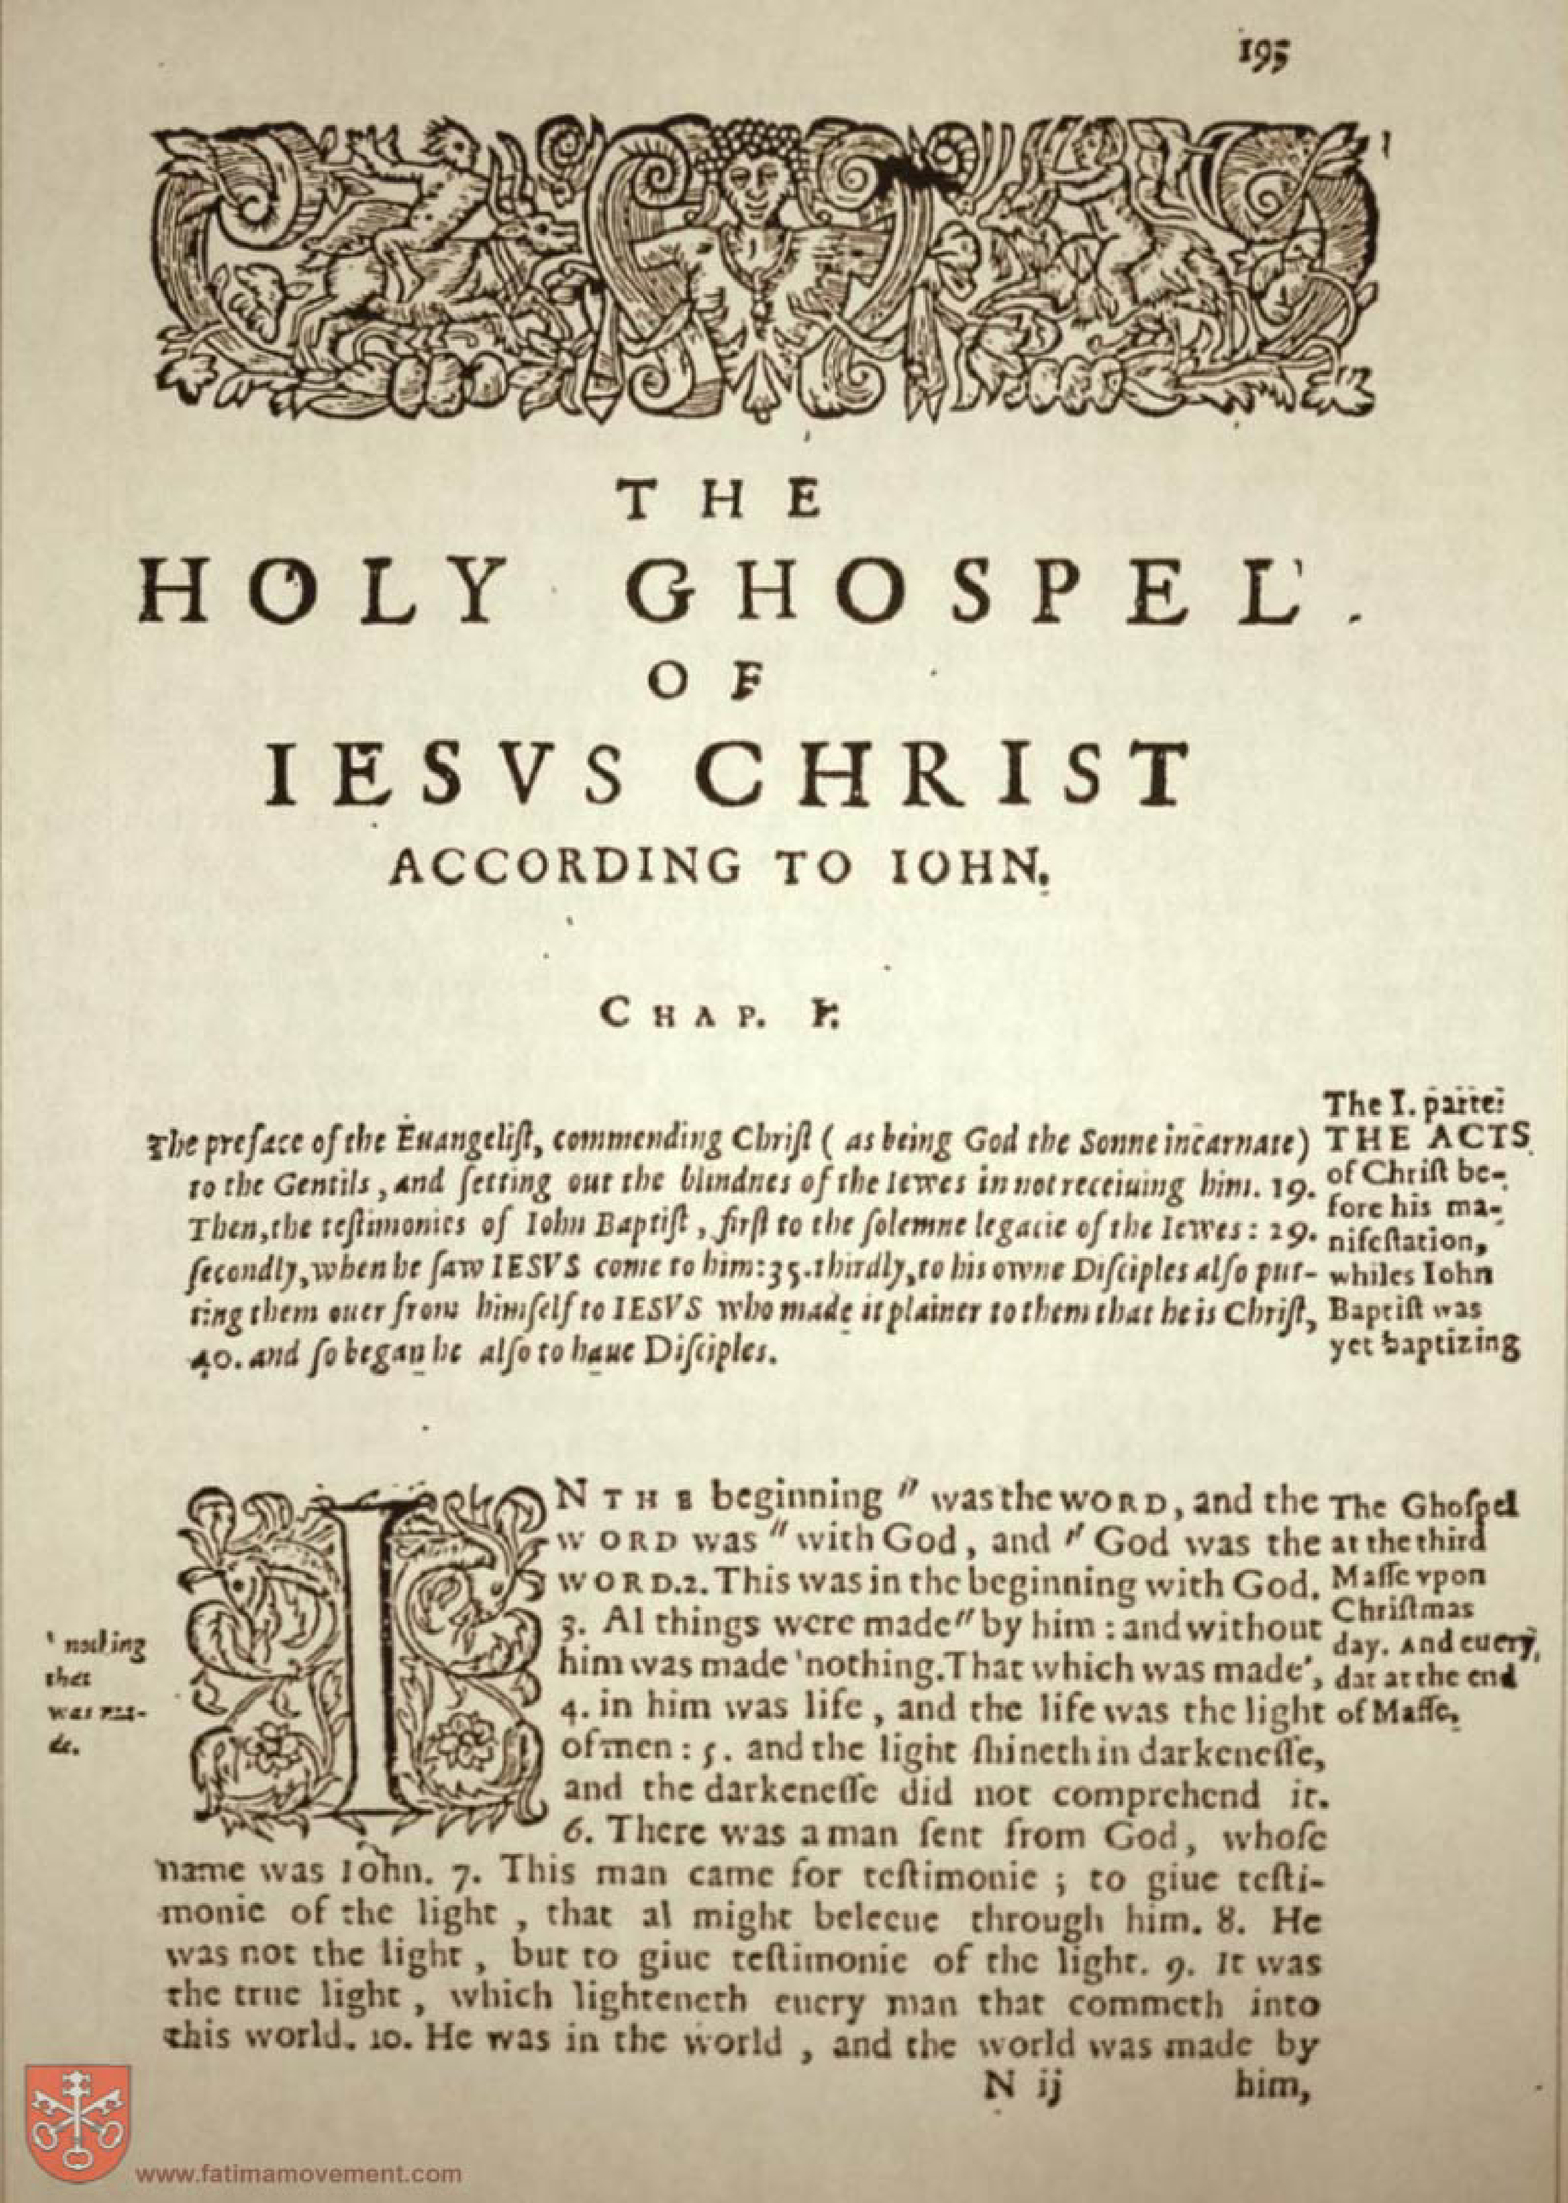 195
THE
HOLY GHOSPEL.
OF
IESVS CHRIST
ACCORDING TO IOHN.
CHAP. I.
The preface of the Euangeliſt, commending Chriſt ( as being God the Sonne incarnate)
to the Gentils, and ſetting out the blindnes of the Iewes in not receiuing him. 19.
Then, the teſtimonies of Iohn Baptiſt, firſt to the ſolemne legacie of the Iewes: 29.
ſecondly, when he ſaw IESVS come to him: 35. thirdly, to his owne Diſciples alſo put-
ting them ouer from himſelf to IESVS who made it plainer to them that he is Chriſt,
40. and ſo began he alſo to haue Diſciples.
The I. parte:
THE ACTS
of Chriſt be-
fore his ma-
nifeſtation,
whiles Iohn
Baptiſt was
yet baptizing
IN THE beginning " was the WORD, and the
WORD was " with God, and " God was the
WORD. 2. This was in the beginning with God.
3. Al things were made " by him : and without
him was made 'nothing. That which was made',
4. in him was life, and the life was the light
of men : 5. and the light ſhineth in darkeneſſe,
and the darkeneſſe did not comprehend it.
6. There was a man ſent from God, whoſe
name was Iohn. 7. This man came for teſtimonie ; to giue teſti-
monie of the light, that al might beleeue through him. 8. He
was not the light, but to giue teſtimonie of the light. 9. It was
the true light, which lighteneth euery man that commeth into
this world. 10. He was in the world, and the world was made by
The Ghoſpel
at the third
Maſſe vpon
Chriſtmas
day. And euery
dat at the end
of Maſſe.
' nothing
that
was ma-
de.
N ij him,
www.fatimamovement.com